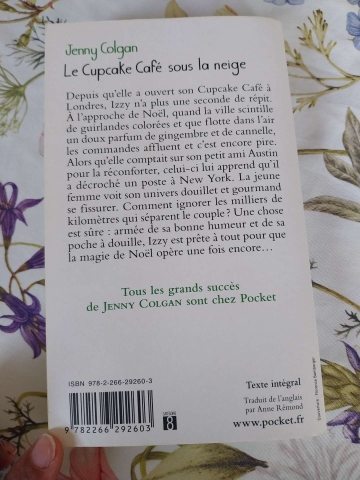 Jenny Colgan
Le Cupcake Café sous la neige
Depuis qu'elle a ouvert son Cupcake Café à
Londres, Izzy n'a plus une seconde de répit.
À l'approche de Noël, quand la ville scintille
de guirlandes colorées et que flotte dans l'air
un doux parfum de gingembre et de cannelle,
les commandes affluent et c'est encore pire.
Alors qu'elle comptait sur son petit ami Austin
pour la réconforter, celui-ci lui apprend qu'il
a décroché un poste à New York. La jeune
femme voit son univers douillet et gourmand
se fissurer. Comment ignorer les milliers de
kilomètres qui séparent le couple ? Une chose
est sûre : armée de sa bonne humeur et de sa
poche à douille, Izzy est prête à tout pour que
la magie de Noël opère une fois encore…
Tous les grands succès
de JENNY COLGAN sont chez Pocket
ISBN 978-2-266-29260-3
9 782266 292603
8
Texte intégral
Traduit de l'anglais
par Anne Rémond
www.pocket.fr